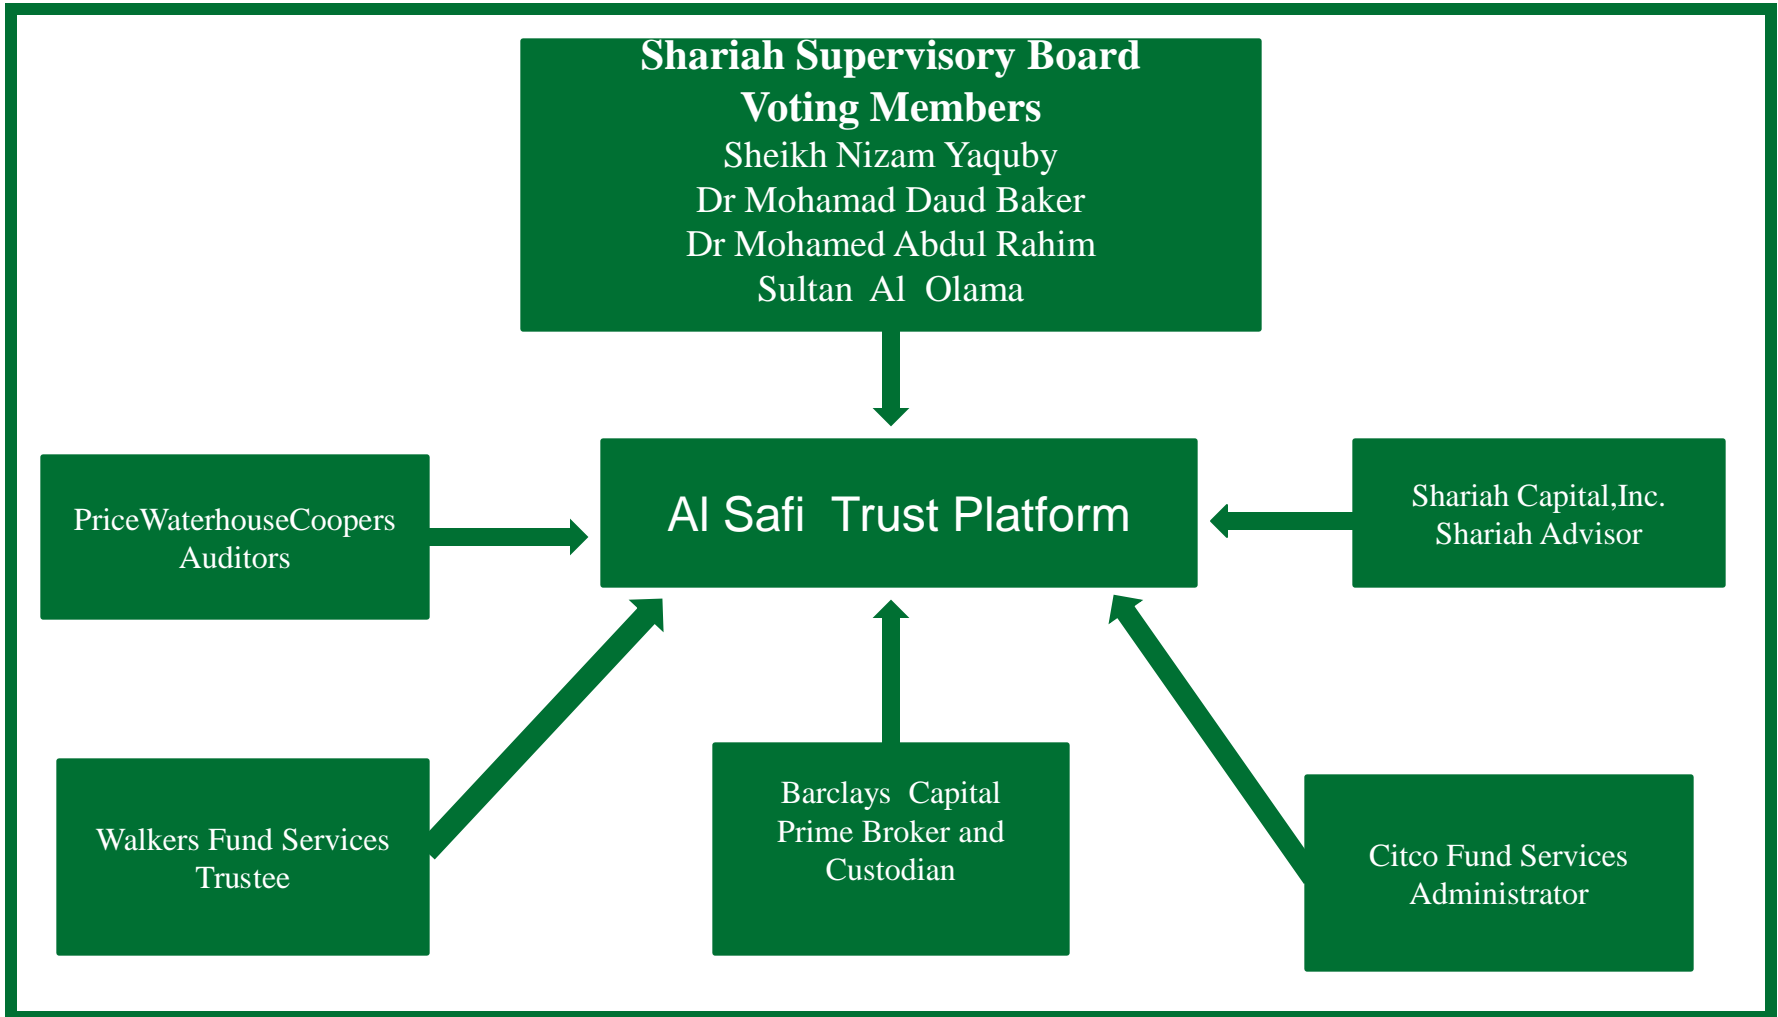 Shariah Supervisory Board
Voting Members
Sheikh Nizam Yaquby
Dr Mohamad Daud Baker
Dr Mohamed Abdul Rahim
Sultan Al Olama
PriceWaterhouseCoopers
Auditors
Al Safi Trust Platform
Shariah Capital,Inc.
Shariah Advisor
Walkers Fund Services
Trustee
Barclays Capital
Prime Broker and
Custodian
Citco Fund Services
Administrator